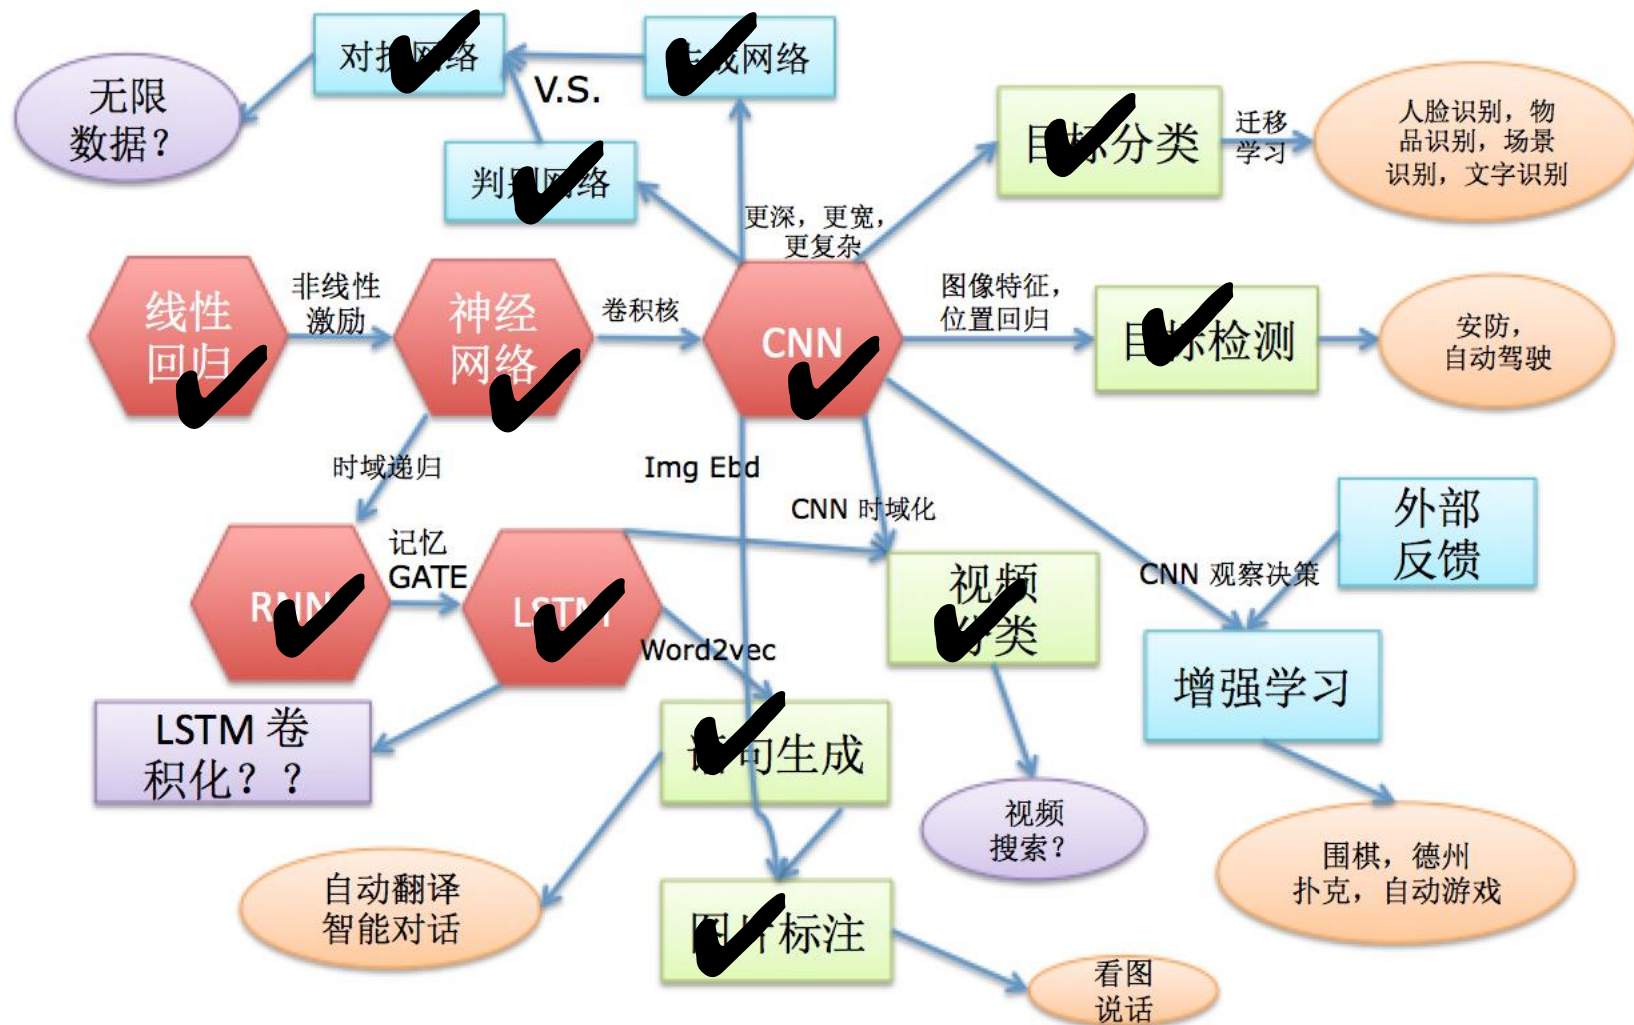 对抗网络
生成网络
V.S.
无限
数据?
判别网络
目标分类
迁移
学习
人脸识别，物
品识别，场景
识别，文字识别
更深，更宽，
更复杂
线性
回归
非线性
激励
神经
网络
卷积核
CNN
图像特征，
位置回归
目标检测
安防，
自动驾驶
时域递归
Img Ebd
CNN 时域化
外部
反馈
记忆
GATE
RNN
LSTM
视频
分类
CNN 观察决策
Word2vec
增强学习
LSTM 卷
积化？？
语句生成
视频
搜索?
围棋，德州
扑克，自动游戏
自动翻译
智能对话
图片标注
看图
说话